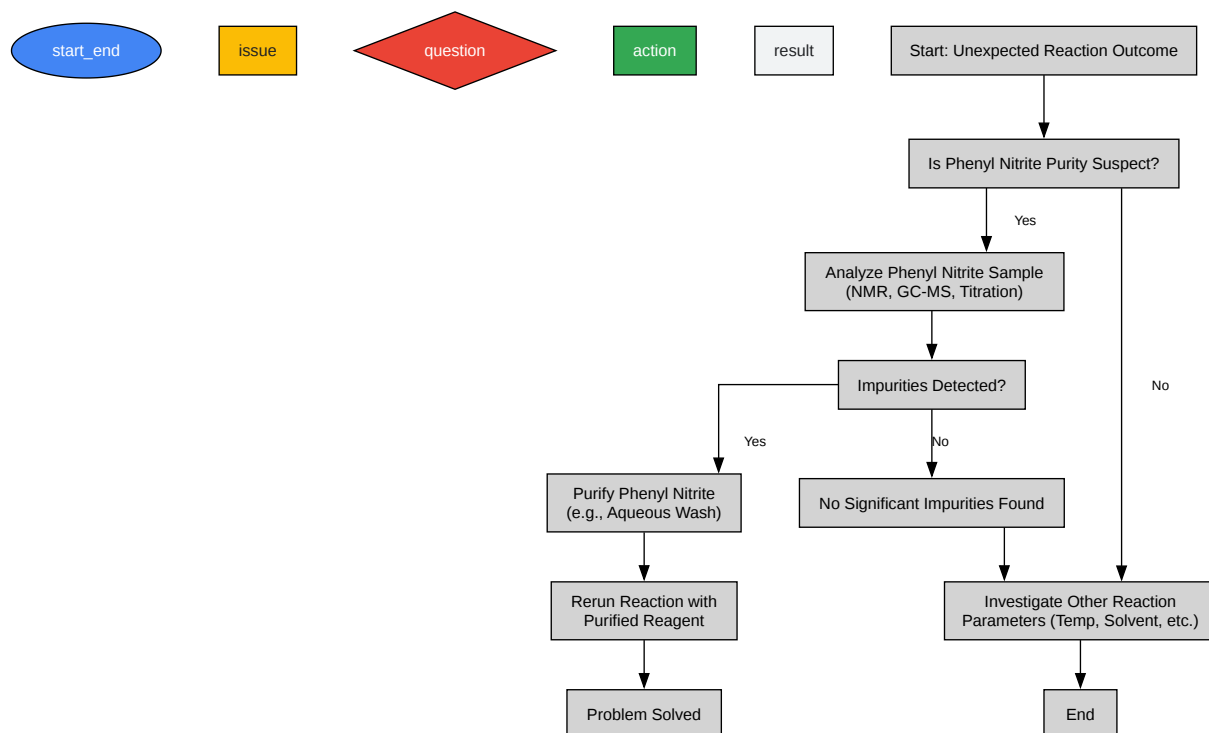 start_end
issue
question
action
result
Start: Unexpected Reaction Outcome
Is Phenyl Nitrite Purity Suspect?
Yes
Analyze Phenyl Nitrite Sample
(NMR, GC-MS, Titration)
Impurities Detected?
No
Yes
No
Purify Phenyl Nitrite
(e.g., Aqueous Wash)
No Significant Impurities Found
Rerun Reaction with
Purified Reagent
Investigate Other Reaction
Parameters (Temp, Solvent, etc.)
Problem Solved
End